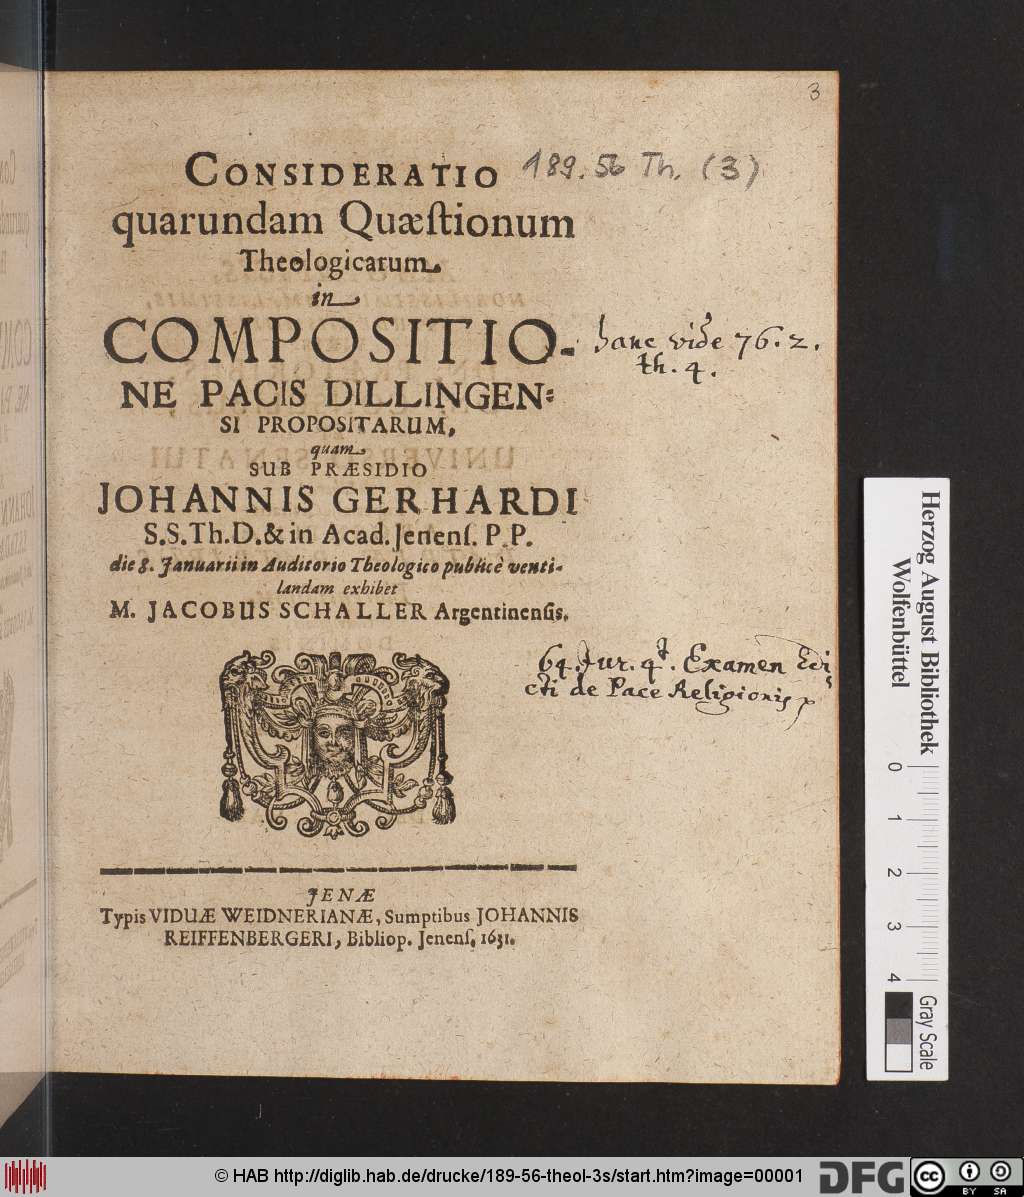 3
CONSIDERATIO
189. 56 Th. (3)
quarundam Quæſtionum
Theologicarum
in
COMPOSITIO-
hanc vide 76. 2.
th. 4.
NE PACIS DILLINGEN-
SI PROPOSITARUM,
quam
SUB PRÆSIDIO
JOHANNIS GERHARDI
S.S.Th.D. & in Acad. Jenenſ. P.P.
die 8. Januarii in Auditorio Theologico publicè venti-
landam exhibet
M. JACOBUS SCHALLER Argentinenſis.
64. Jur. 4t. Examen Edi
cti de Pace Religionis
JENÆ
Typis VIDUÆ WEIDNERIANÆ, Sumptibus JOHANNIS
REIFFENBERGERI, Bibliop. Jenenſ. 1631.
Herzog August Bibliothek
Wolfenbüttel
0 1 2 3 4
Gray Scale
© HAB http://diglib.hab.de/drucke/189-56-theol-3s/start.htm?image=00001
DFG
cc BY SA